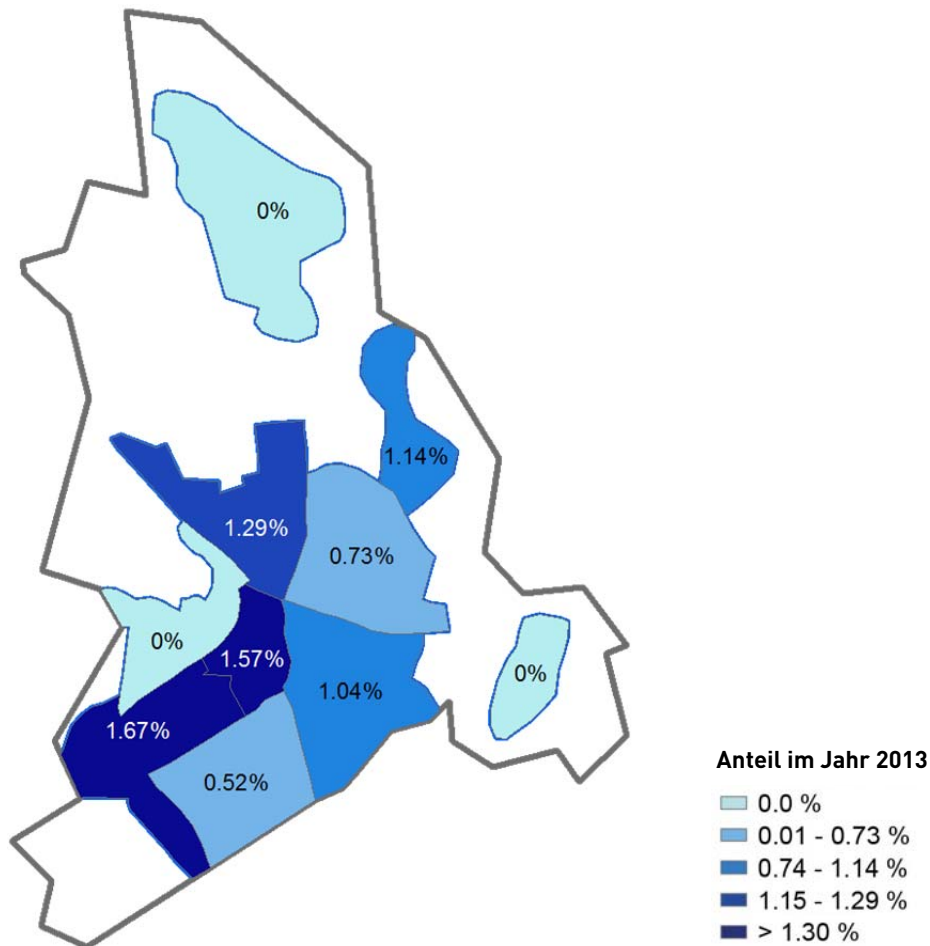 0%
1.14%
1.29%
0.73%
0%
1.57%
0%
1.04%
1.67%
0.52%
Anteil im Jahr 2013
0.0 %
0.01 - 0.73 %
0.74 - 1.14 %
1.15 - 1.29 %
> 1.30 %